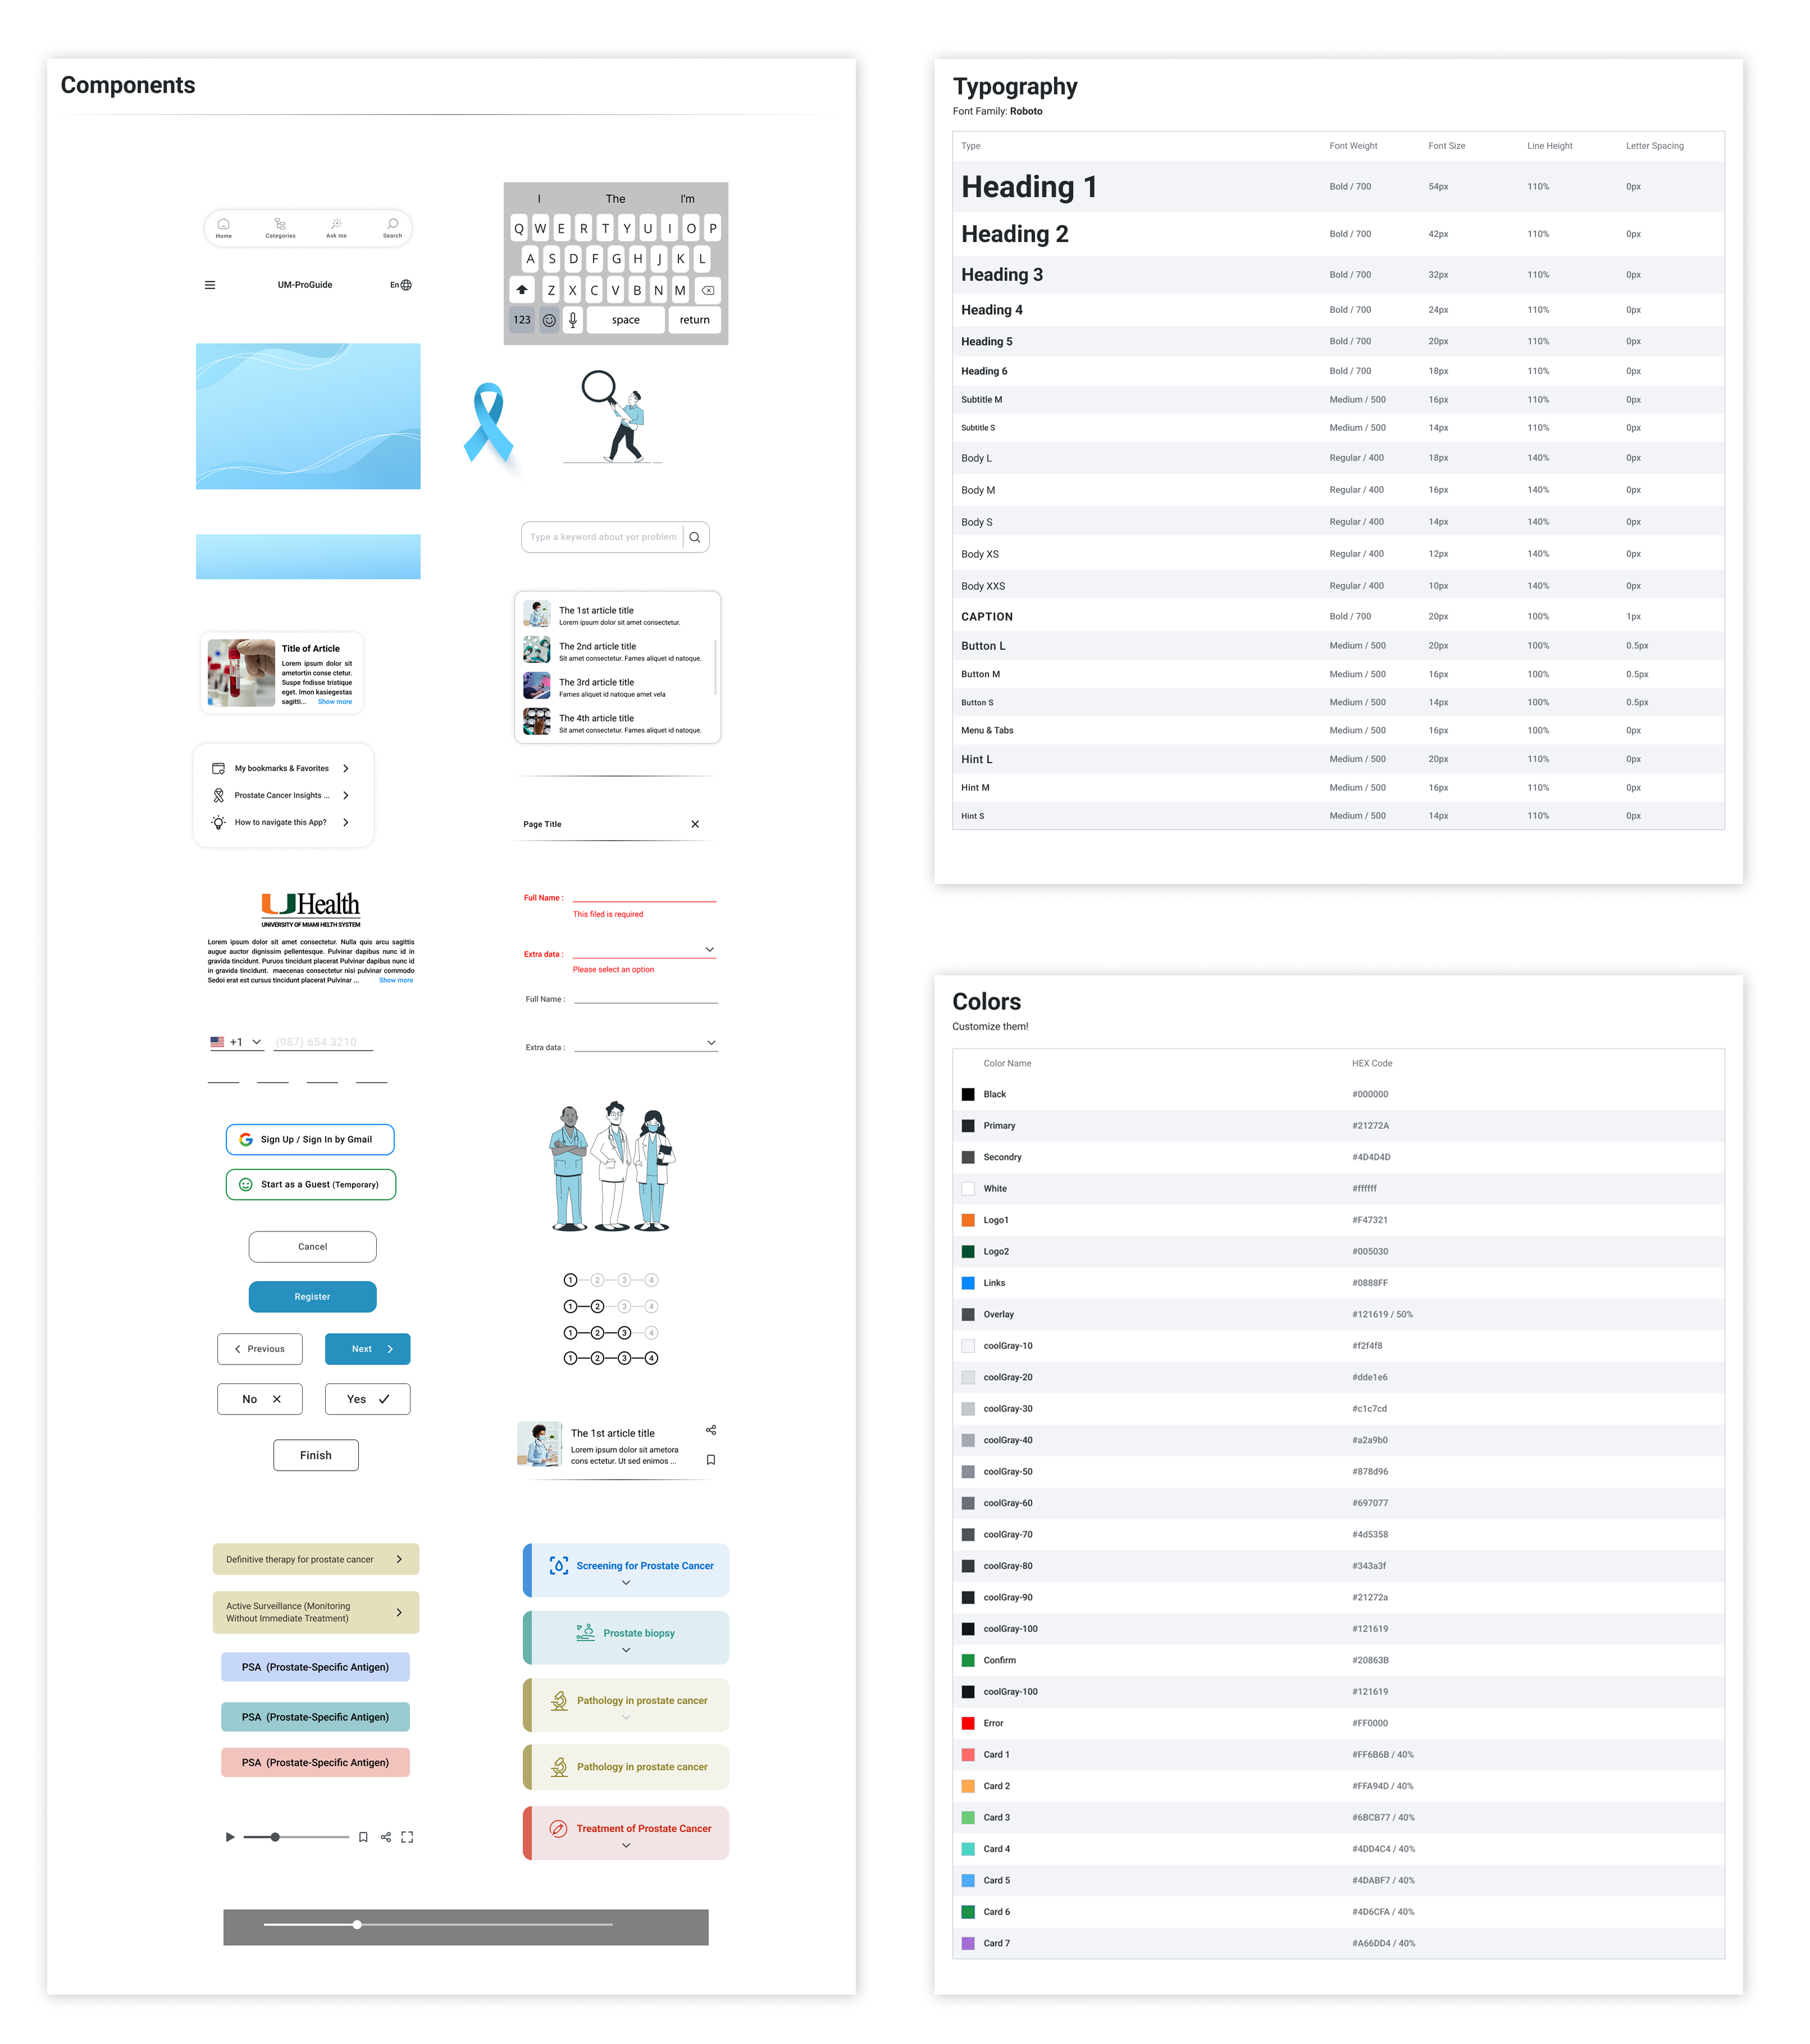 Components
Home Categories Ask me Search
UM-ProGuide En
I The I'm
Q W E R T Y U I O P
A S D F G H J K L
Z X C V B N M
123 space return
Type a keyword about yor problem
Title of Article
Lorem ipsum dolor sit
ametortin conse ctetur.
Suspe fndisse tristique
eget. Imon kasiegestas
sagitti... Show more
The 1st article title
Lorem ipsum dolor sit amet consectetur.
The 2nd article title
Sit amet consectetur. Fames aliquet id natoque.
The 3rd article title
Fames aliquet id natoque amet vela
The 4th article title
Sit amet consectetur. Fames aliquet id natoque.
My bookmarks & Favorites
Prostate Cancer Insights ...
How to navigate this App?
Page Title
U Health
UNIVERSITY OF MIAMI HELTH SYSTEM
Lorem ipsum dolor sit amet consectetur. Nulla quis arcu sagittis
augue auctor dignissim pellentesque. Pulvinar dapibus nunc id in
gravida tincidunt. Puruos tincidunt placerat Pulvinar dapibus nunc id
in gravida tincidunt. maecenas consectetur nisi pulvinar commodo
Sedoi erat est cursus tincidunt placerat Pulvinar ... Show more
Full Name :
This filed is required
Extra data :
Please select an option
Full Name :
Extra data :
+1 (987) 654 3210
Sign Up / Sign In by Gmail
Start as a Guest (Temporary)
Cancel
Register
Previous Next
No Yes
Finish
1 2 3 4
1 2 3 4
1 2 3 4
1 2 3 4
The 1st article title
Lorem ipsum dolor sit ametora
cons ectetur. Ut sed enimos ...
Definitive therapy for prostate cancer
Active Surveillance (Monitoring
Without Immediate Treatment)
PSA (Prostate-Specific Antigen)
PSA (Prostate-Specific Antigen)
PSA (Prostate-Specific Antigen)
Screening for Prostate Cancer
Prostate biopsy
Pathology in prostate cancer
Pathology in prostate cancer
Treatment of Prostate Cancer
Typography
Font Family: Roboto
Type Font Weight Font Size Line Height Letter Spacing
Heading 1 Bold / 700 54px 110% 0px
Heading 2 Bold / 700 42px 110% 0px
Heading 3 Bold / 700 32px 110% 0px
Heading 4 Bold / 700 24px 110% 0px
Heading 5 Bold / 700 20px 110% 0px
Heading 6 Bold / 700 18px 110% 0px
Subtitle M Medium / 500 16px 110% 0px
Subtitle S Medium / 500 14px 110% 0px
Body L Regular / 400 18px 140% 0px
Body M Regular / 400 16px 140% 0px
Body S Regular / 400 14px 140% 0px
Body XS Regular / 400 12px 140% 0px
Body XXS Regular / 400 10px 140% 0px
CAPTION Bold / 700 20px 100% 1px
Button L Medium / 500 20px 100% 0.5px
Button M Medium / 500 16px 100% 0.5px
Button S Medium / 500 14px 100% 0.5px
Menu & Tabs Medium / 500 16px 100% 0px
Hint L Medium / 500 20px 110% 0px
Hint M Medium / 500 16px 110% 0px
Hint S Medium / 500 14px 110% 0px
Colors
Customize them!
Color Name HEX Code
Black #000000
Primary #21272A
Secondry #4D4D4D
White #ffffff
Logo1 #F47321
Logo2 #005030
Links #0888FF
Overlay #121619 / 50%
coolGray-10 #f2f4f8
coolGray-20 #dde1e6
coolGray-30 #c1c7cd
coolGray-40 #a2a9b0
coolGray-50 #878d96
coolGray-60 #697077
coolGray-70 #4d5358
coolGray-80 #343a3f
coolGray-90 #21272a
coolGray-100 #121619
Confirm #20863B
coolGray-100 #121619
Error #FF0000
Card 1 #FF6B6B / 40%
Card 2 #FFA94D / 40%
Card 3 #6BCB77 / 40%
Card 4 #4DD4C4 / 40%
Card 5 #4DABF7 / 40%
Card 6 #4D6CFA / 40%
Card 7 #A66DD4 / 40%